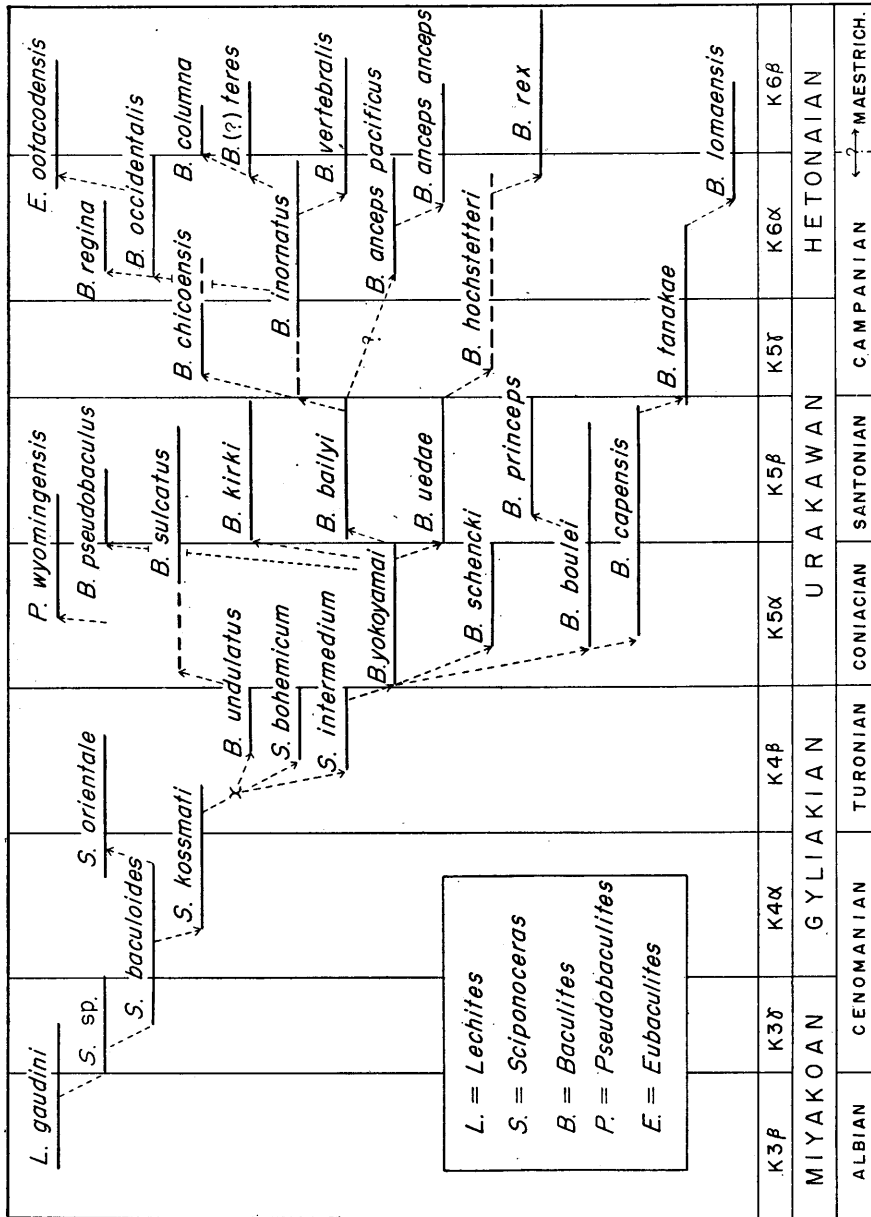 E. ootacodensis
B. regina
B. occidentalis
B. columna
B. (?) teres
B. vertebralis
B. anceps pacificus
B. anceps anceps
B. rex
B. chicoensis
B. inornatus
B. hochstetteri
B. tanakae
B. lomaensis
?
P. wyomingensis
B. pseudobaculus
B. sulcatus
B. kirki
B. bailyi
B. uedae
B. princeps
B. undulatus
S. bohemicum
S. intermedium
B. yokoyamai
B. schencki
B. boulei
B. capensis
S. orientale
S. baculoides
S. kossmati
L. gaudini
S. sp.
L. = Lechites
S. = Sciponoceras
B. = Baculites
P. = Pseudobaculites
E. = Eubaculites
K3β K3γ K4α K4β K5α K5β K5γ K6α K6β
MIYAKOAN GYLIAKIAN URAKAWAN HETONAIAN
ALBIAN CENOMANIAN TURONIAN CONIACIAN SANTONIAN CAMPANIAN ←?→ MAESTRICH.